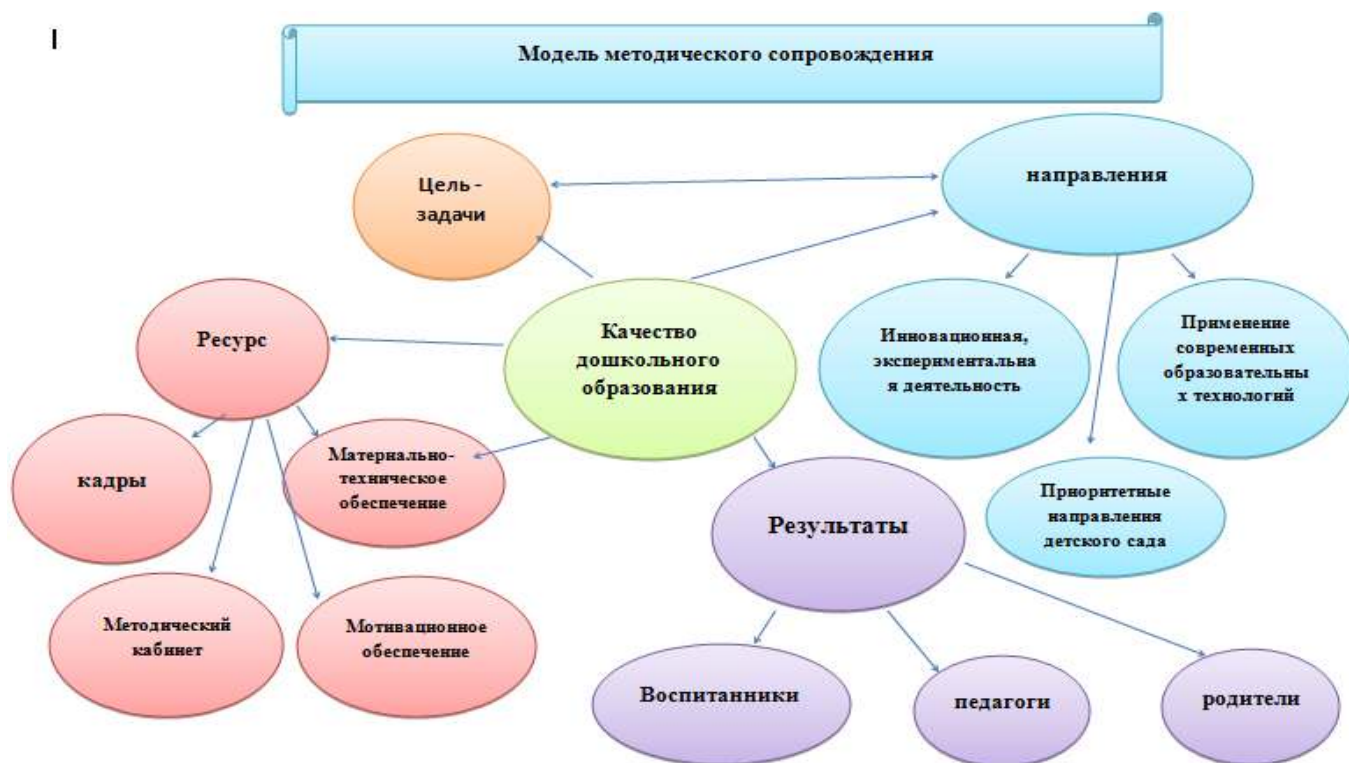 I
Модель методического сопровождения
Цель -
задачи
направления
Ресурс
Качество
дошкольного
образования
Инновационная,
экспериментальна
я деятельность
Применение
современных
образовательны
х технологий
кадры
Материально-
техническое
обеспечение
Результаты
Приоритетные
направления
детского сада
Методический
кабинет
Мотивационное
обеспечение
Воспитанники
педагоги
родители